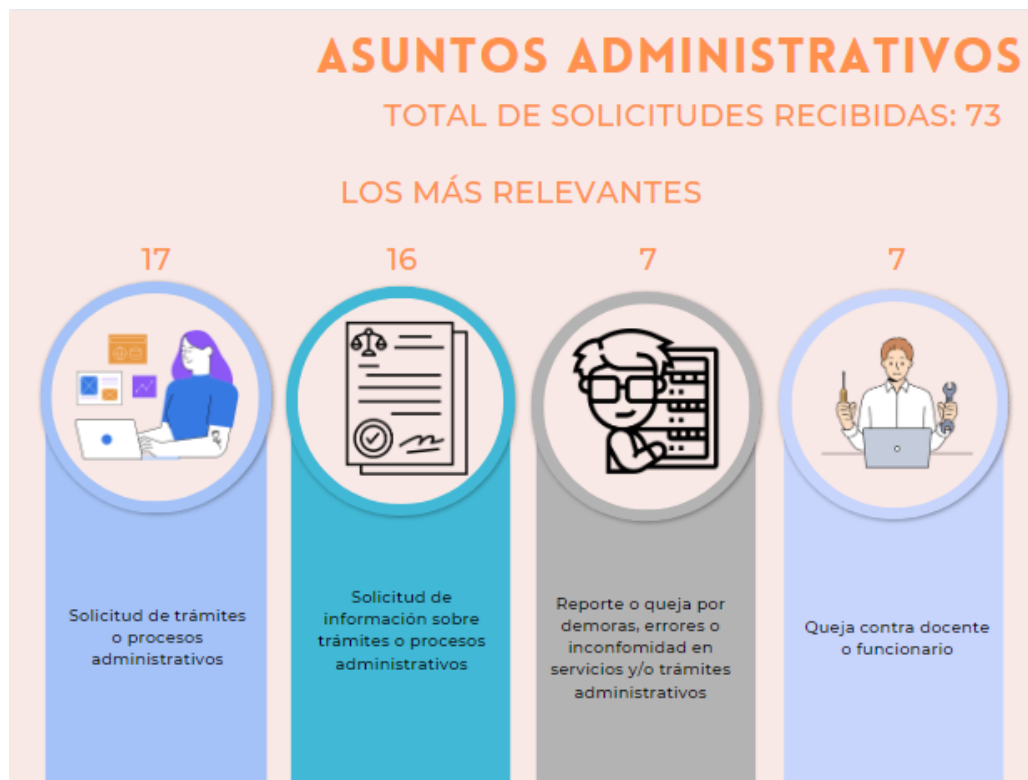 ASUNTOS ADMINISTRATIVOS
TOTAL DE SOLICITUDES RECIBIDAS: 73
LOS MÁS RELEVANTES
17
16
7
7
Solicitud de trámites
o procesos
administrativos
Solicitud de
información sobre
trámites o procesos
administrativos
Reporte o queja por
demoras, errores o
inconfomidad en
servicios y/o trámites
administrativos
Queja contra docente
o funcionario